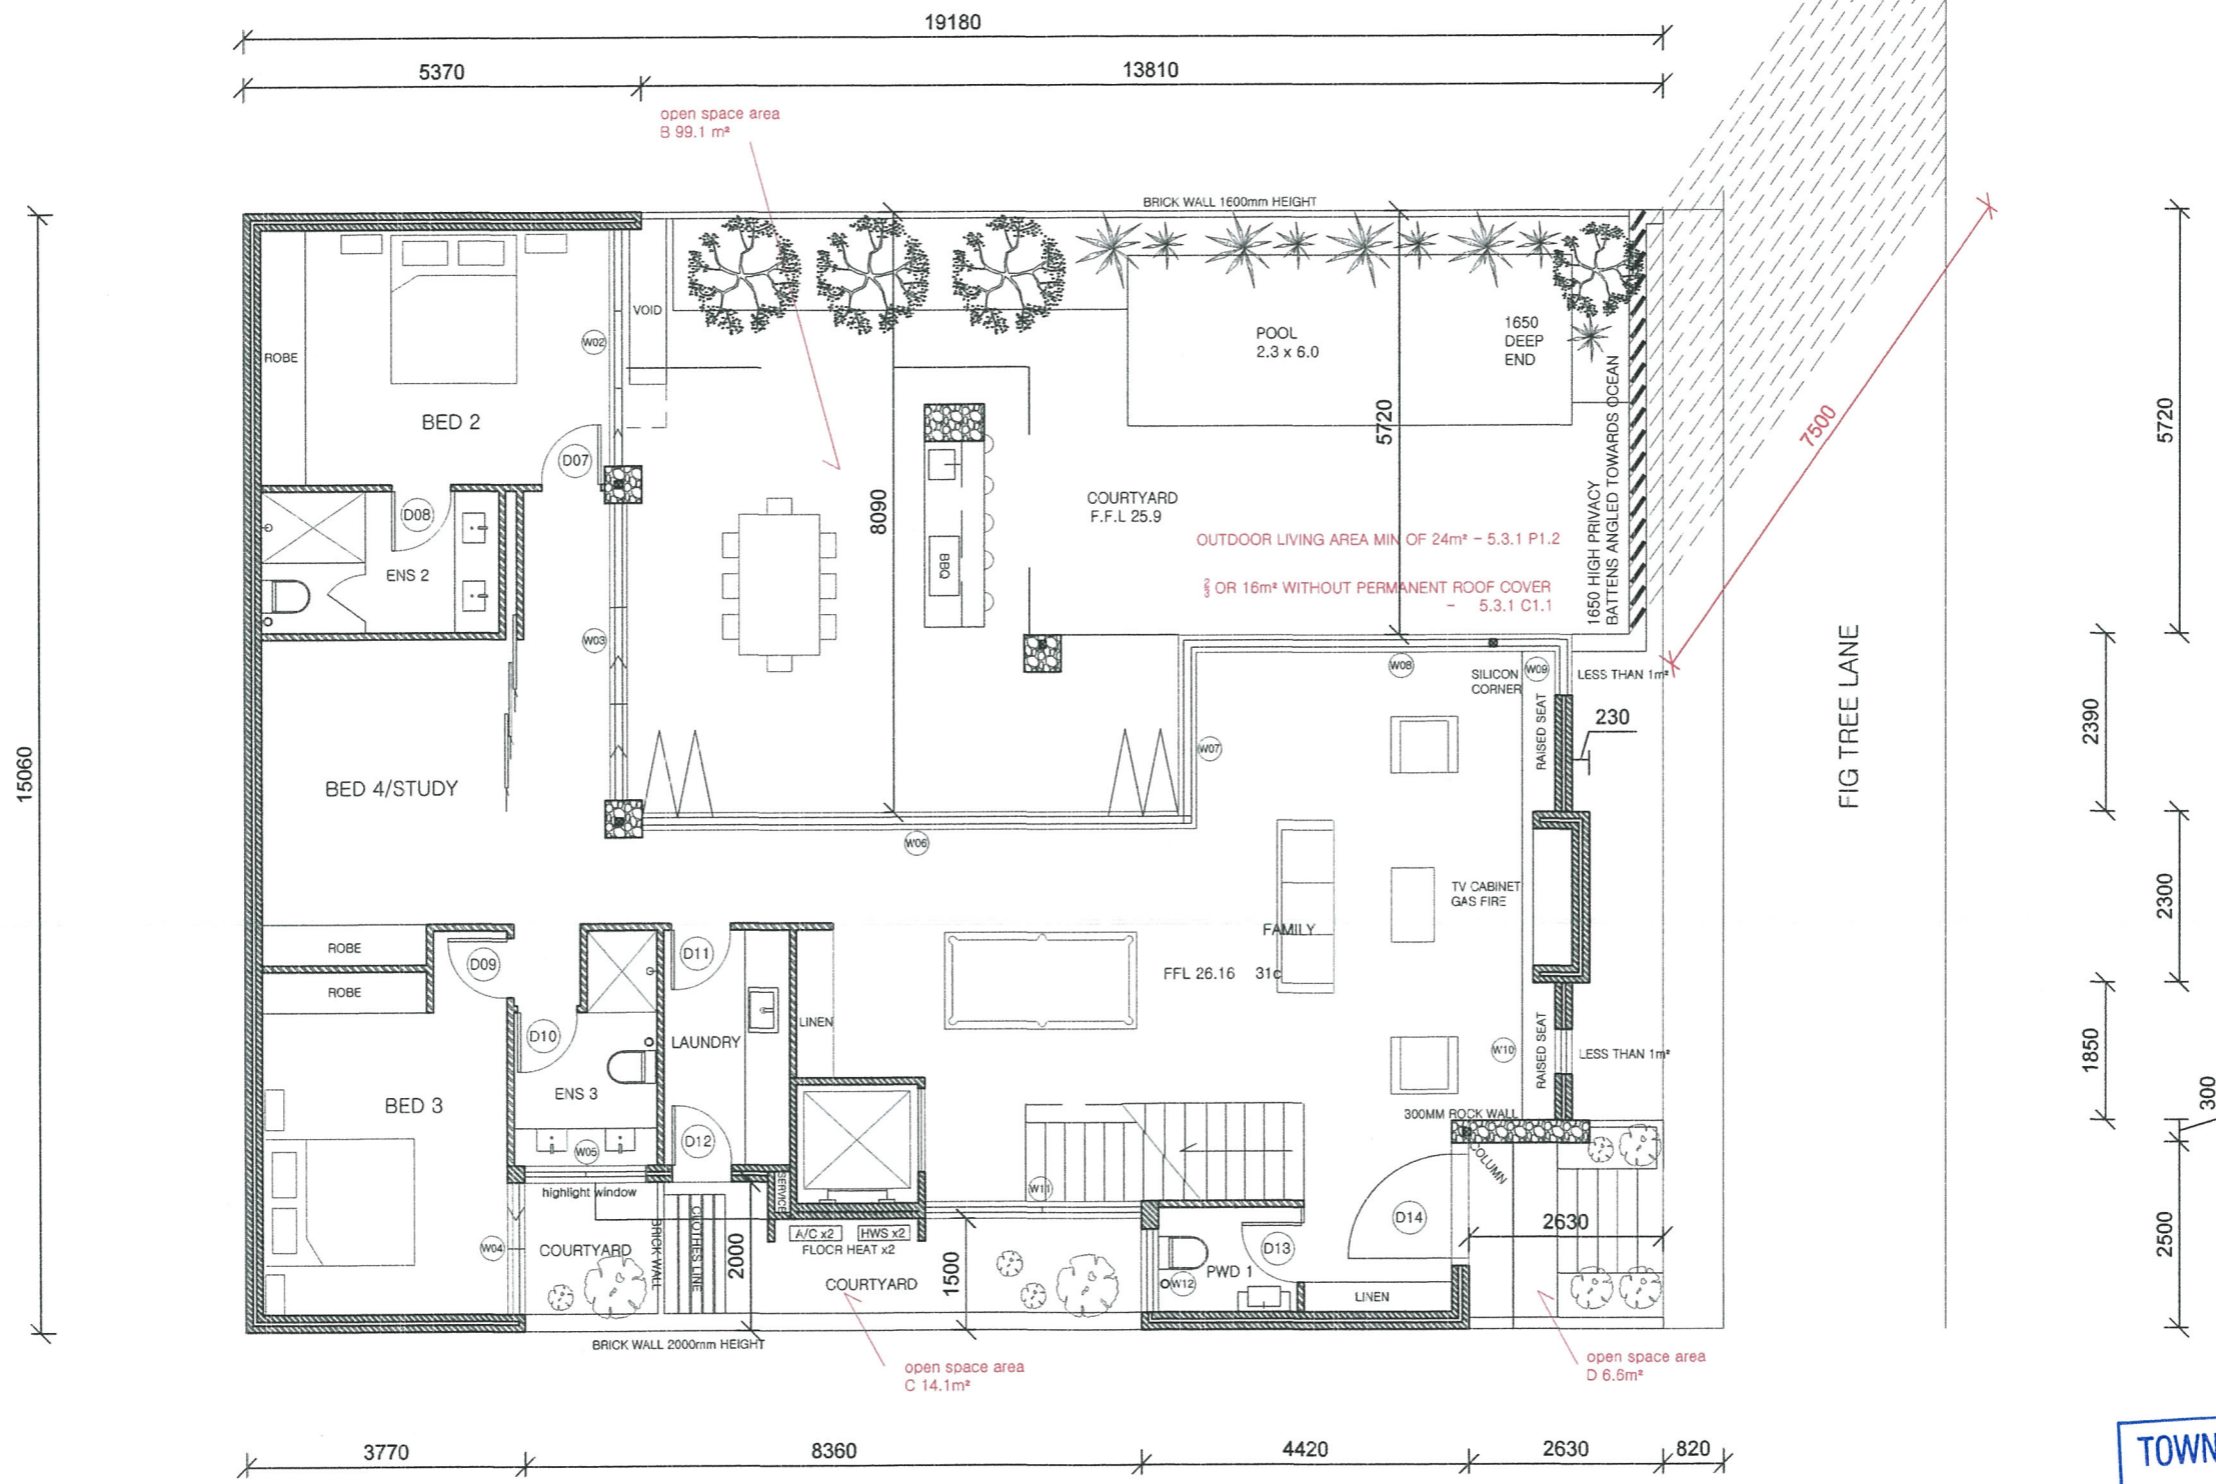 19180
5370
13810
open space area
B 99.1 m²
BRICK WALL 1600mm HEIGHT
VOID
W02
ROBE
BED 2
D07
POOL
2.3 x 6.0
1650
DEEP
END
5720
5720
7500
1650 HIGH PRIVACY
BATTENS ANGLED TOWARDS OCEAN
D08
ENS 2
8090
BBQ
COURTYARD
F.F.L 25.9
OUTDOOR LIVING AREA MIN OF 24m² - 5.3.1 P1.2
⅔ OR 16m² WITHOUT PERMANENT ROOF COVER
- 5.3.1 C1.1
W03
W08
SILICON
CORNER
W09
LESS THAN 1m²
FIG TREE LANE
15060
BED 4/STUDY
W07
RAISED SEAT
230
2390
W06
TV CABINET
GAS FIRE
2300
FAMILY
ROBE
D09
D11
FFL 26.16 31c
ROBE
LINEN
D10
LAUNDRY
W10
RAISED SEAT
LESS THAN 1m²
1850
300
BED 3
ENS 3
300MM ROCK WALL
D12
W05
COLUMN
highlight window
SERVICE
W11
W04
COURTYARD
BRICK WALL
CLOTHES LINE
2000
A/C x2
HWS x2
FLOOR HEAT x2
COURTYARD
1500
D13
D14
2630
2500
W12
PWD 1
LINEN
BRICK WALL 2000mm HEIGHT
open space area
C 14.1m²
open space area
D 6.6m²
3770
8360
4420
2630
820
TOWN